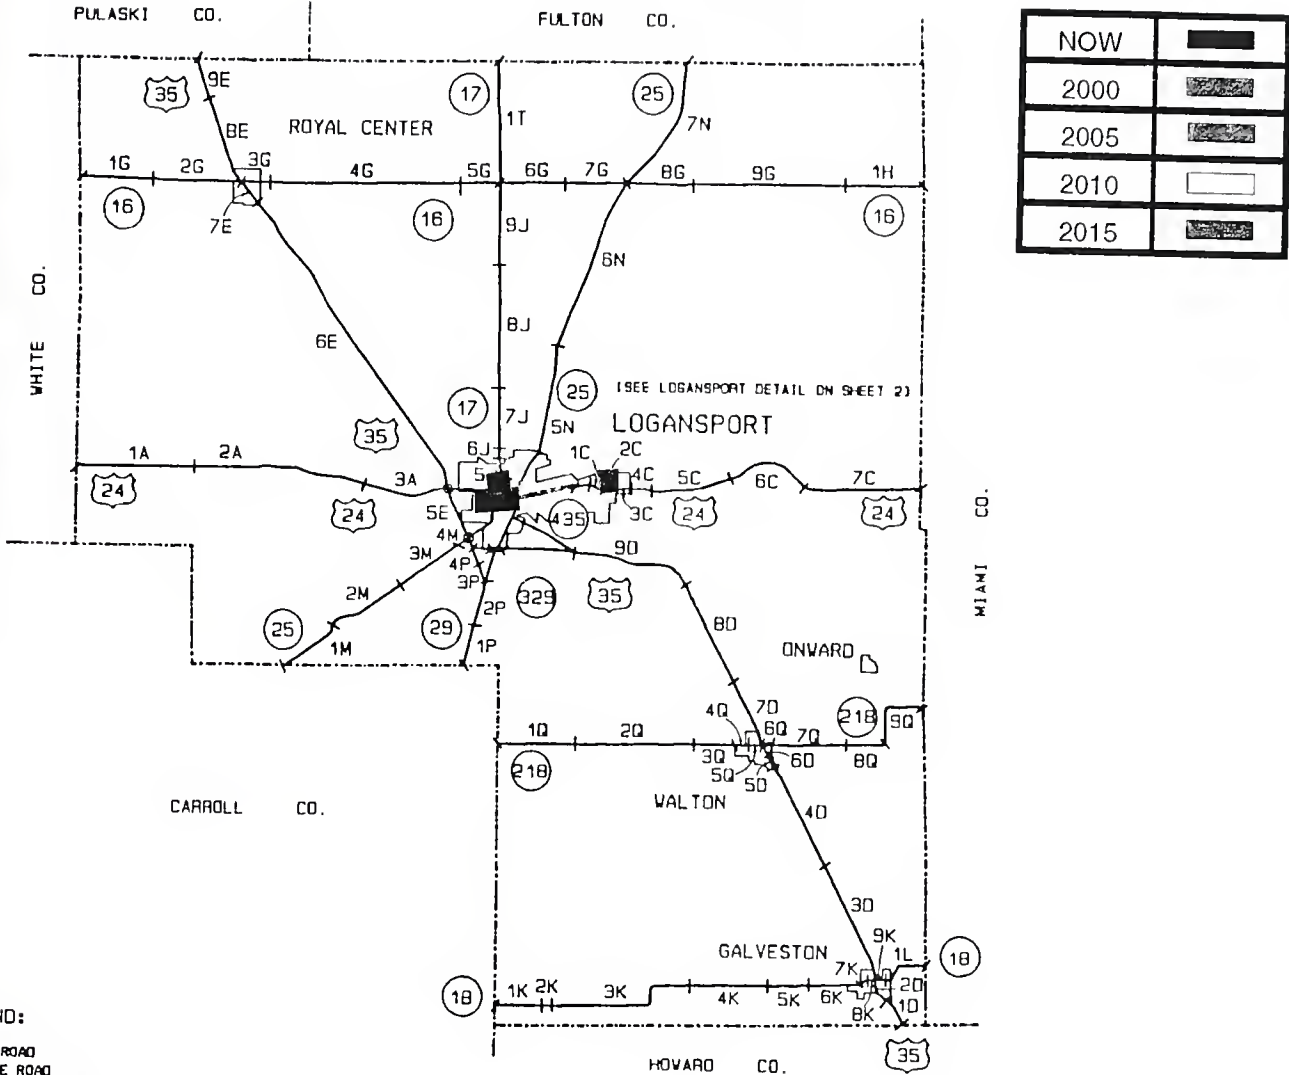 PULASKI CO.
FULTON CO.
NOW
2000
2005
2010
2015
35
9E
8E
ROYAL CENTER
17
1T
25
7N
1G
2G
3G
4G
5G
6G
7G
8G
9G
1H
16
7E
16
16
9J
6N
WHITE CO.
6E
8J
17
25
(SEE LOGANSPORT DETAIL ON SHEET 2)
LOGANSPORT
7J
5N
35
6J
1C
2C
1A
2A
3A
5
4C
5C
6C
7C
24
24
3C
24
24
5E
435
4M
3M
4P
9D
MIAMI CO.
2M
3P
329
35
25
1M
29
2P
1P
8D
ONWARD
1Q
2Q
4Q
7D
6Q
7Q
218
9Q
218
3Q
5Q
5D
6D
8Q
CARROLL CO.
WALTON
4D
3D
GALVESTON
9K
7K
1L
18
18
1K
2K
3K
4K
5K
6K
8K
2D
1D
35
HOWARD CO.
ND:
ROAD
E ROAD